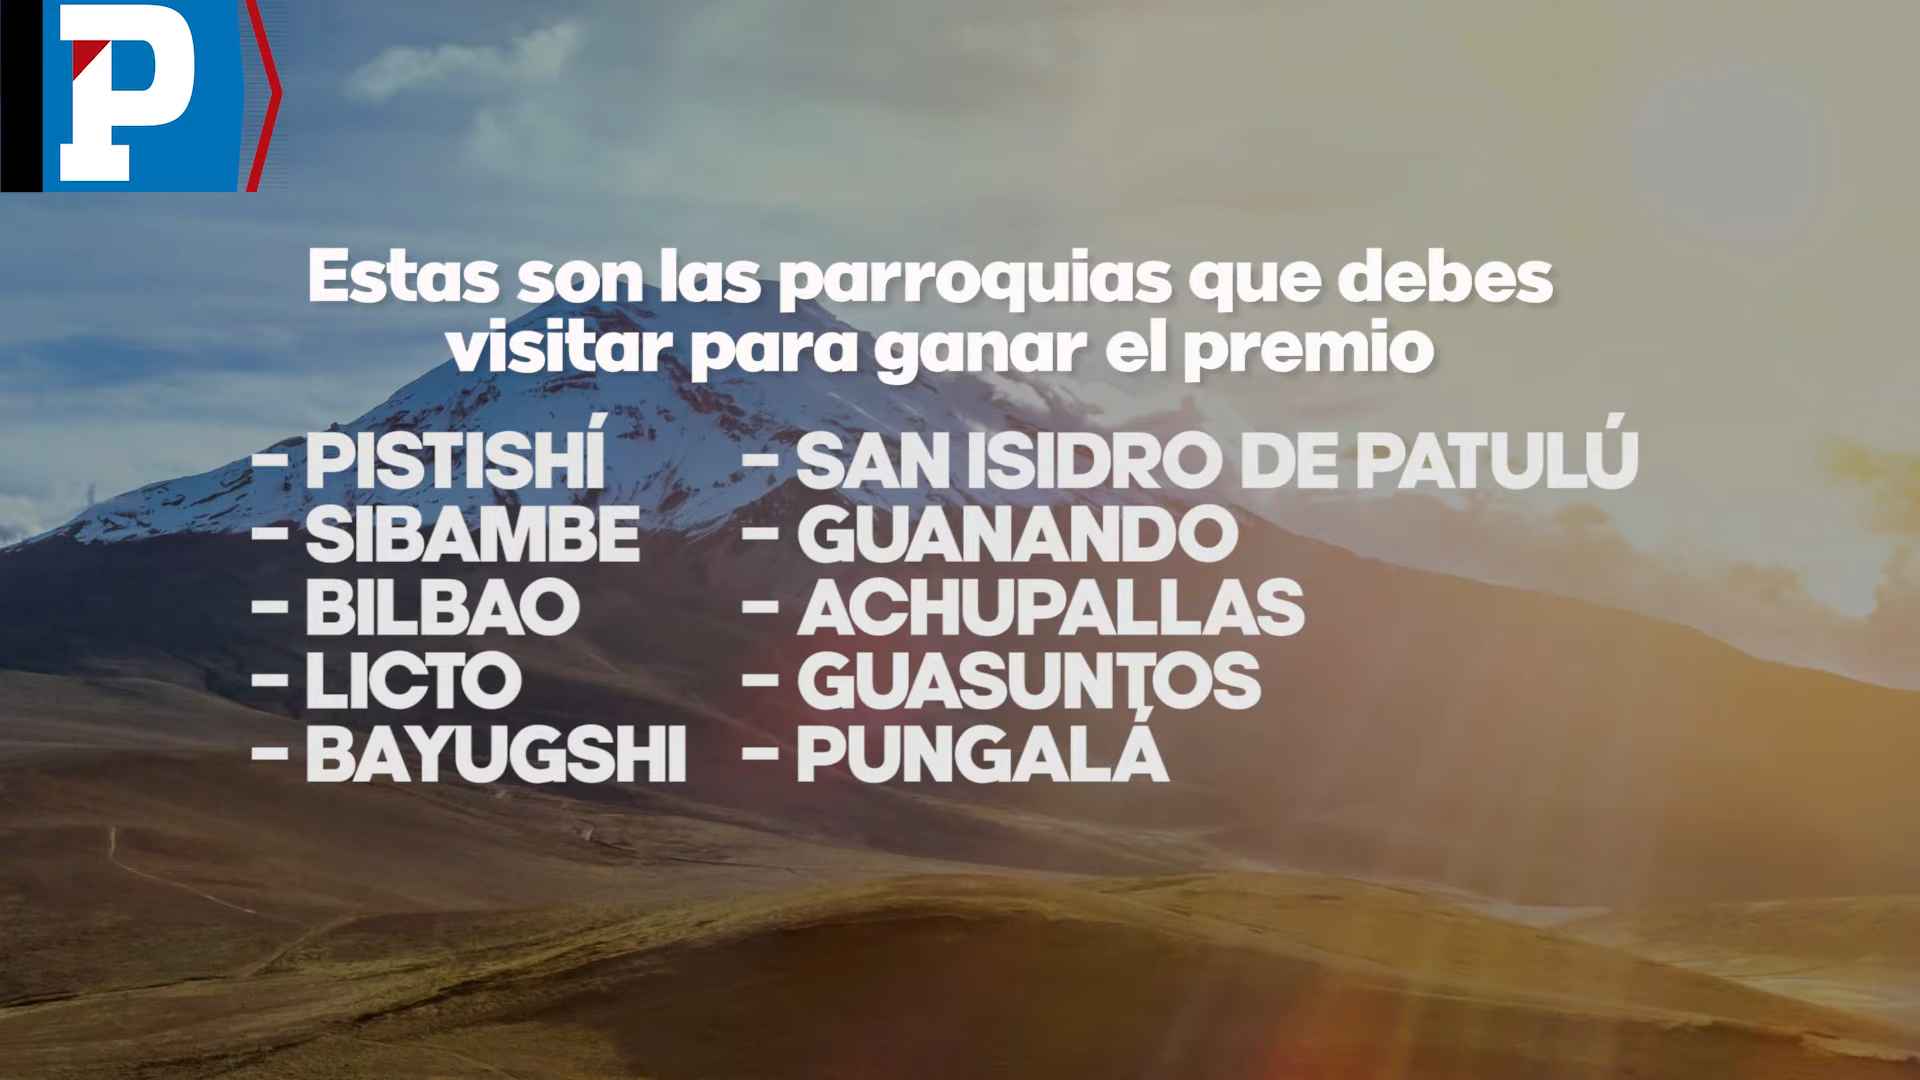 P
Estas son las parroquias que debes
visitar para ganar el premio
- PISTISHÍ
- SIBAMBE
- BILBAO
- LICTO
- BAYUGSHI
- SAN ISIDRO DE PATULÚ
- GUANANDO
- ACHUPALLAS
- GUASUNTOS
- PUNGALÁ